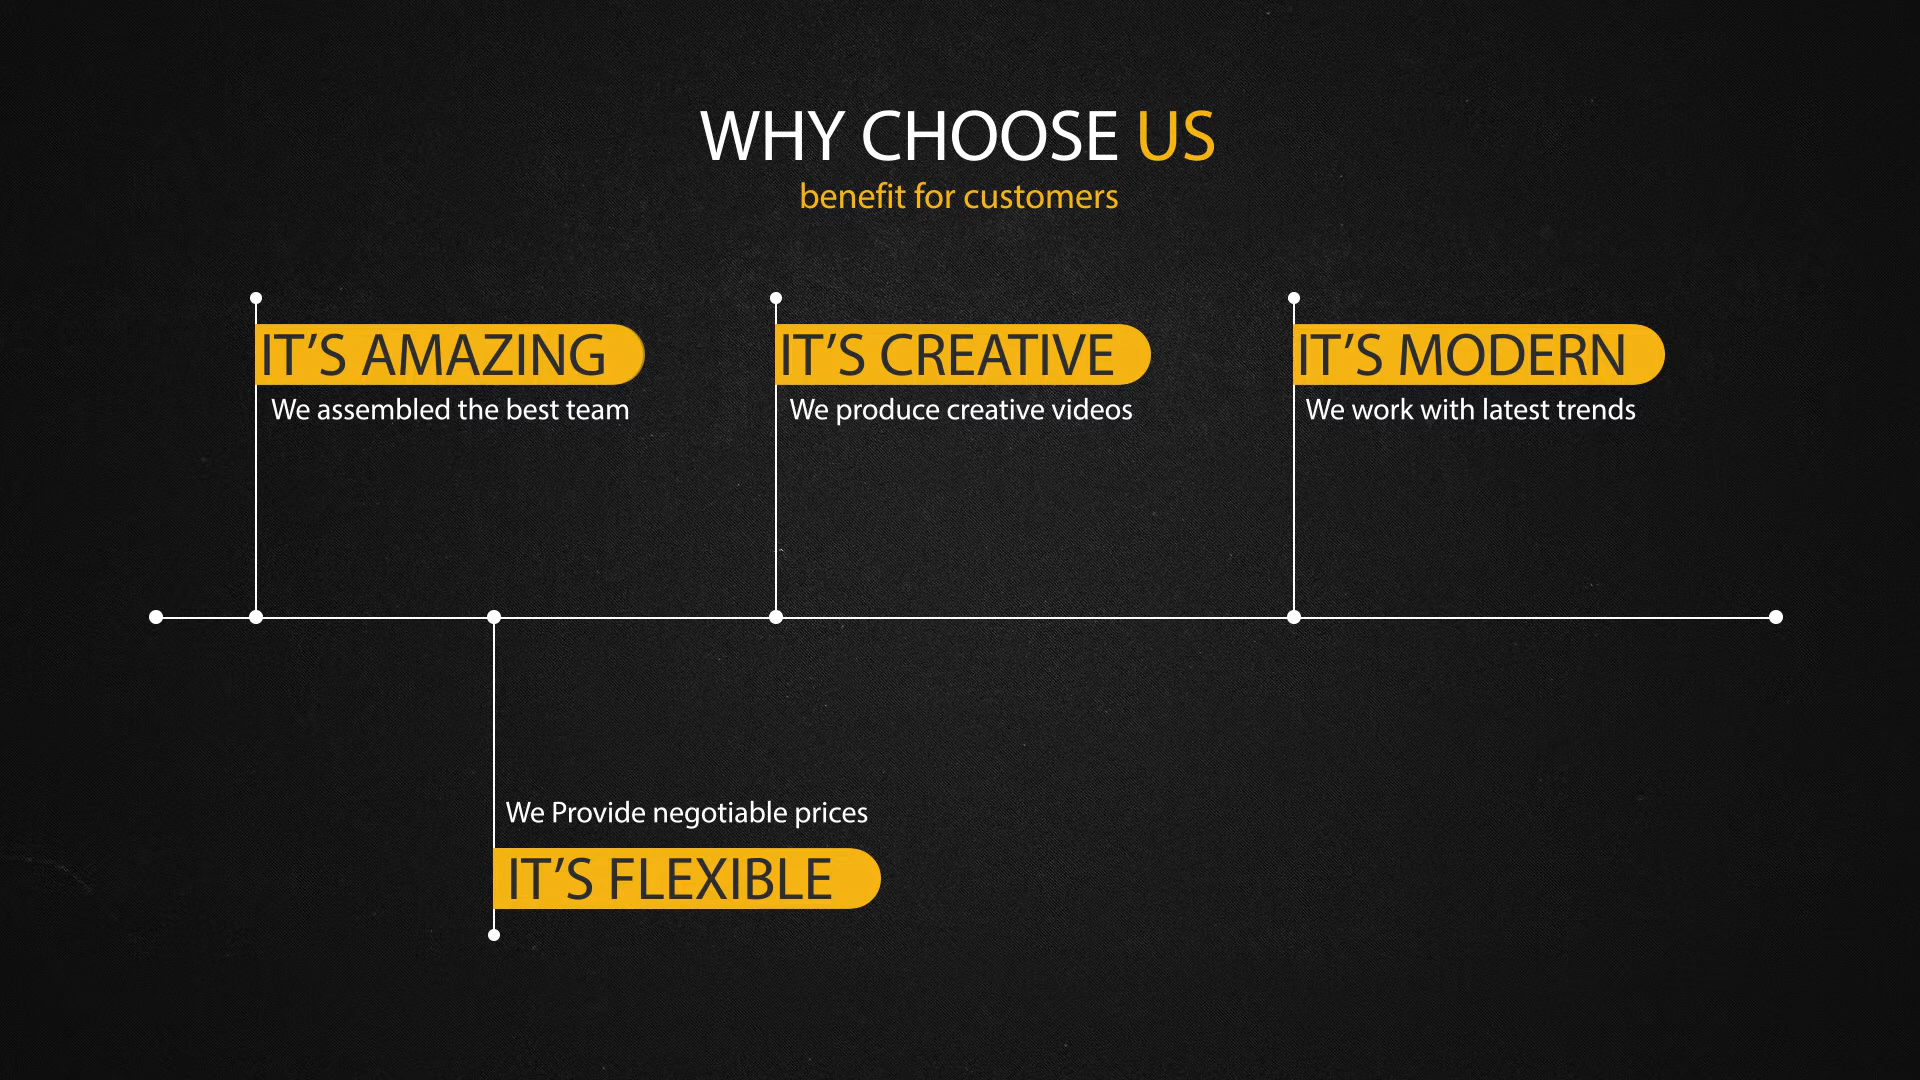 WHY CHOOSE US
benefit for customers
IT’S AMAZING
We assembled the best team
IT’S CREATIVE
We produce creative videos
IT’S MODERN
We work with latest trends
We Provide negotiable prices
IT’S FLEXIBLE